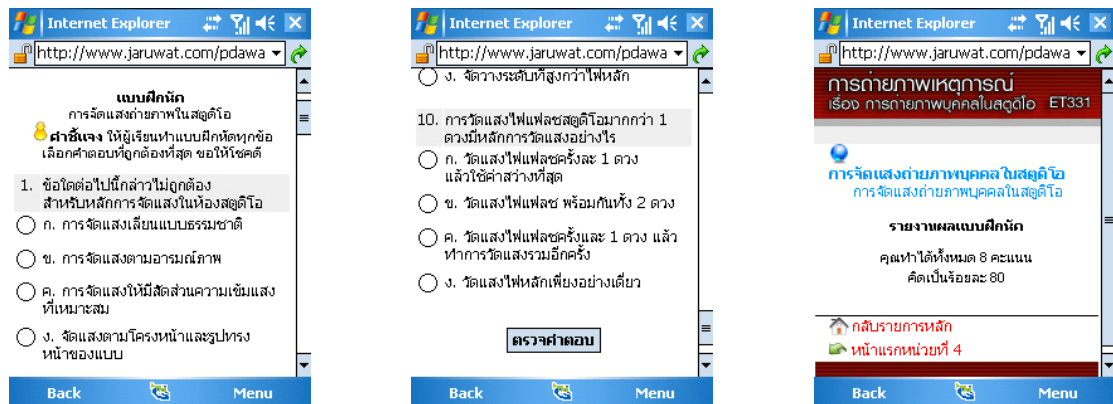 Internet Explorer
http://www.jaruwat.com/pdawa
แบบฝึกหัด
การจัดแสงถ่ายภาพในสตูดิโอ
คำชี้แจง ให้ผู้เรียนทำแบบฝึกหัดทุกข้อ
เลือกคำตอบที่ถูกต้องที่สุด ขอให้โชคดี
1. ข้อใดต่อไปนี้กล่าวไม่ถูกต้อง
สำหรับหลักการจัดแสงในห้องสตูดิโอ
ก. การจัดแสงเลียนแบบธรรมชาติ
ข. การจัดแสงตามอารมณ์ภาพ
ค. การจัดแสงให้มีสัดส่วนความเข้มแสง
ที่เหมาะสม
ง. จัดแสงตามโครงหน้าและรูปทรง
หน้าของแบบ
Back
Menu
Internet Explorer
http://www.jaruwat.com/pdawa
ง. จัดวางระดับที่สูงกว่าไฟหลัก
10. การวัดแสงไฟแฟลชสตูดิโอมากกว่า 1
ดวงมีหลักการวัดแสงอย่างไร
ก. วัดแสงไฟแฟลชครั้งละ 1 ดวง
แล้วใช้ค่าสว่างที่สุด
ข. วัดแสงไฟแฟลช พร้อมกันทั้ง 2 ดวง
ค. วัดแสงไฟแฟลชครั้งและ 1 ดวง แล้ว
ทำการวัดแสงรวมอีกครั้ง
ง. วัดแสงไฟหลักเพียงอย่างเดียว
ตรวจคำตอบ
Back
Menu
Internet Explorer
http://www.jaruwat.com/pdawa
การถ่ายภาพเหตุการณ์
เรื่อง การถ่ายภาพบุคคลในสตูดิโอ ET331
การจัดแสงถ่ายภาพบุคคลในสตูดิโอ
การจัดแสงถ่ายภาพบุคคลในสตูดิโอ
รายงานผลแบบฝึกหัด
คุณทำได้ทั้งหมด 8 คะแนน
คิดเป็นร้อยละ 80
กลับรายการหลัก
หน้าแรกหน่วยที่ 4
Back
Menu